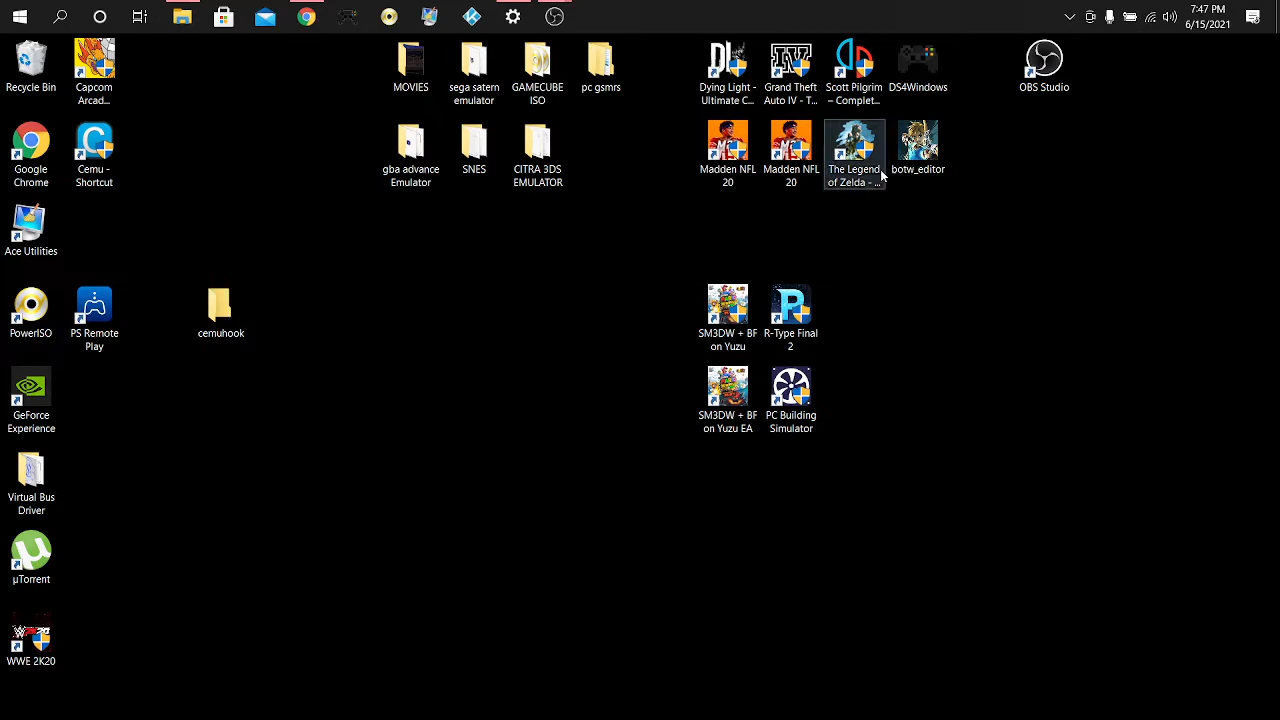 7:47 PM
6/15/2021
Recycle Bin
Capcom
Arcad...
MOVIES
sega satern
emulator
GAMECUBE
ISO
pc gsmrs
Dying Light -
Ultimate C...
Grand Theft
Auto IV - T...
Scott Pilgrim
– Complet...
DS4Windows
OBS Studio
Google
Chrome
Cemu -
Shortcut
gba advance
Emulator
SNES
CITRA 3DS
EMULATOR
Madden NFL
20
Madden NFL
20
The Legend
of Zelda - ...
botw_editor
Ace Utilities
PowerISO
PS Remote
Play
cemuhook
SM3DW + BF
on Yuzu
R-Type Final
2
GeForce
Experience
SM3DW + BF
on Yuzu EA
PC Building
Simulator
Virtual Bus
Driver
µTorrent
WWE 2K20